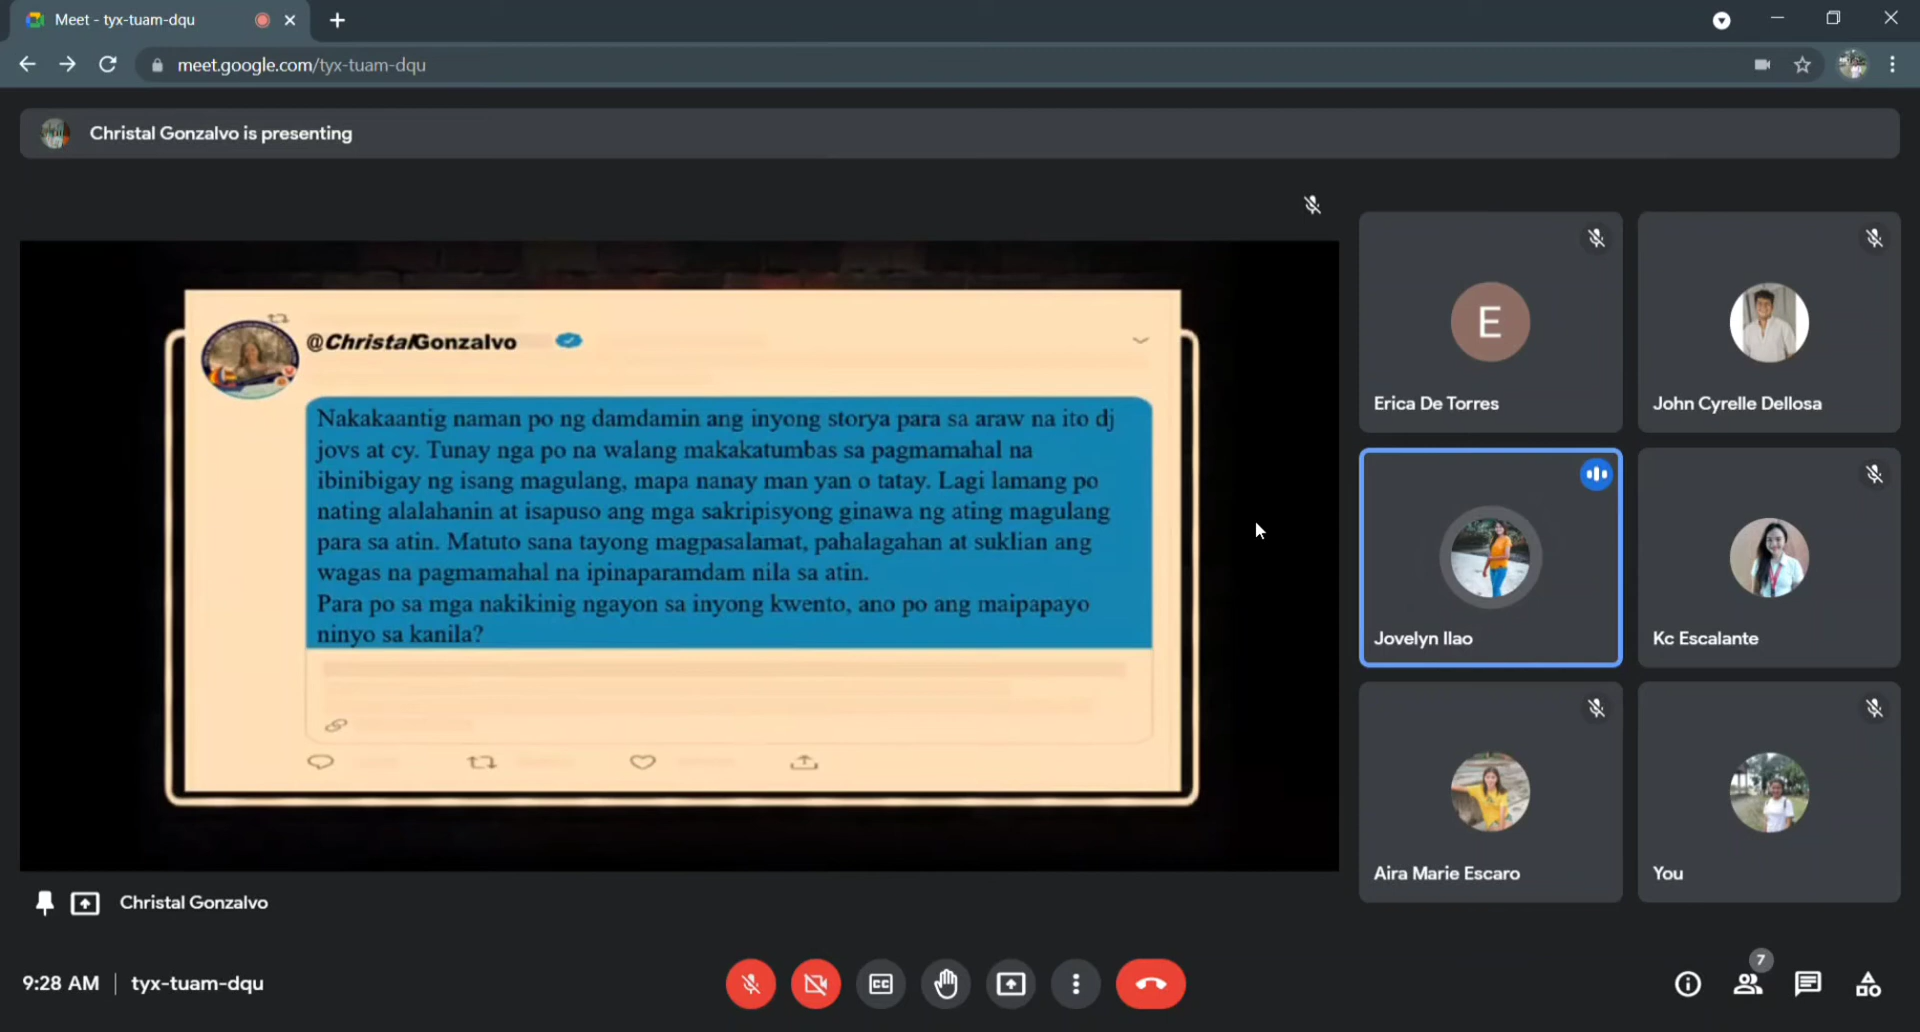 Meet - tyx-tuam-dqu
meet.google.com/tyx-tuam-dqu
Christal Gonzalvo is presenting
@ChristalGonzalvo
Nakakaantig naman po ng damdamin ang inyong storya para sa araw na ito dj
jovs at cy. Tunay nga po na walang makakatumbas sa pagmamahal na
ibinibigay ng isang magulang, mapa nanay man yan o tatay. Lagi lamang po
nating alalahanin at isapuso ang mga sakripisyong ginawa ng ating magulang
para sa atin. Matuto sana tayong magpasalamat, pahalagahan at suklian ang
wagas na pagmamahal na ipinaparamdam nila sa atin.
Para po sa mga nakikinig ngayon sa inyong kwento, ano po ang maipapayo
ninyo sa kanila?
Christal Gonzalvo
E
Erica De Torres
John Cyrelle Dellosa
Jovelyn Ilao
Kc Escalante
Aira Marie Escaro
You
9:28 AM | tyx-tuam-dqu
CC
7